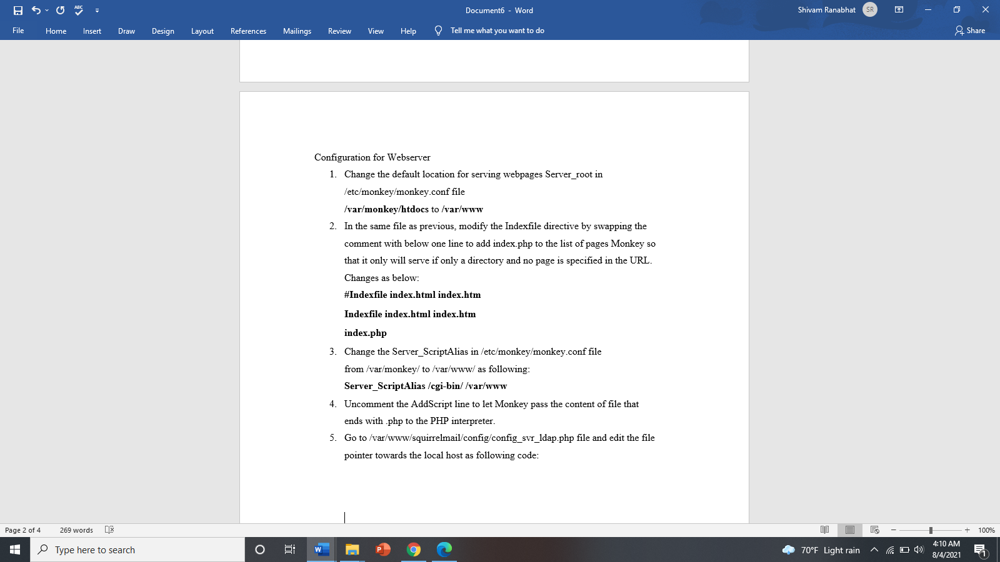 ABC
Document6 - Word
Shivam Ranabhat
SR
File
Home
Insert
Draw
Design
Layout
References
Mailings
Review
View
Help
Tell me what you want to do
Share
Configuration for Webserver
1. Change the default location for serving webpages Server_root in
/etc/monkey/monkey.conf file
/var/monkey/htdocs to /var/www
2. In the same file as previous, modify the Indexfile directive by swapping the
comment with below one line to add index.php to the list of pages Monkey so
that it only will serve if only a directory and no page is specified in the URL.
Changes as below:
#Indexfile index.html index.htm
Indexfile index.html index.htm
index.php
3. Change the Server_ScriptAlias in /etc/monkey/monkey.conf file
from /var/monkey/ to /var/www/ as following:
Server_ScriptAlias /cgi-bin/ /var/www
4. Uncomment the AddScript line to let Monkey pass the content of file that
ends with .php to the PHP interpreter.
5. Go to /var/www/squirrelmail/config/config_svr_ldap.php file and edit the file
pointer towards the local host as following code:
Page 2 of 4
269 words
100%
Type here to search
W
P
70°F Light rain
4:10 AM
8/4/2021
1